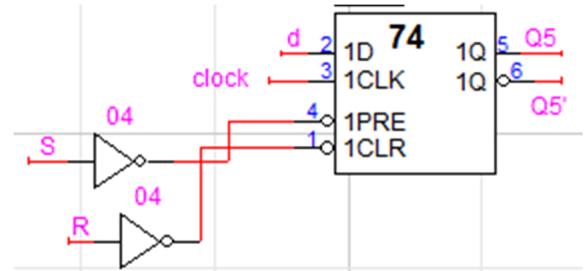 74
d 2 1D 1Q 5 Q5
clock 3 1CLK 1Q 6
Q5'
04 4 1PRE
S 1 1CLR
04
R